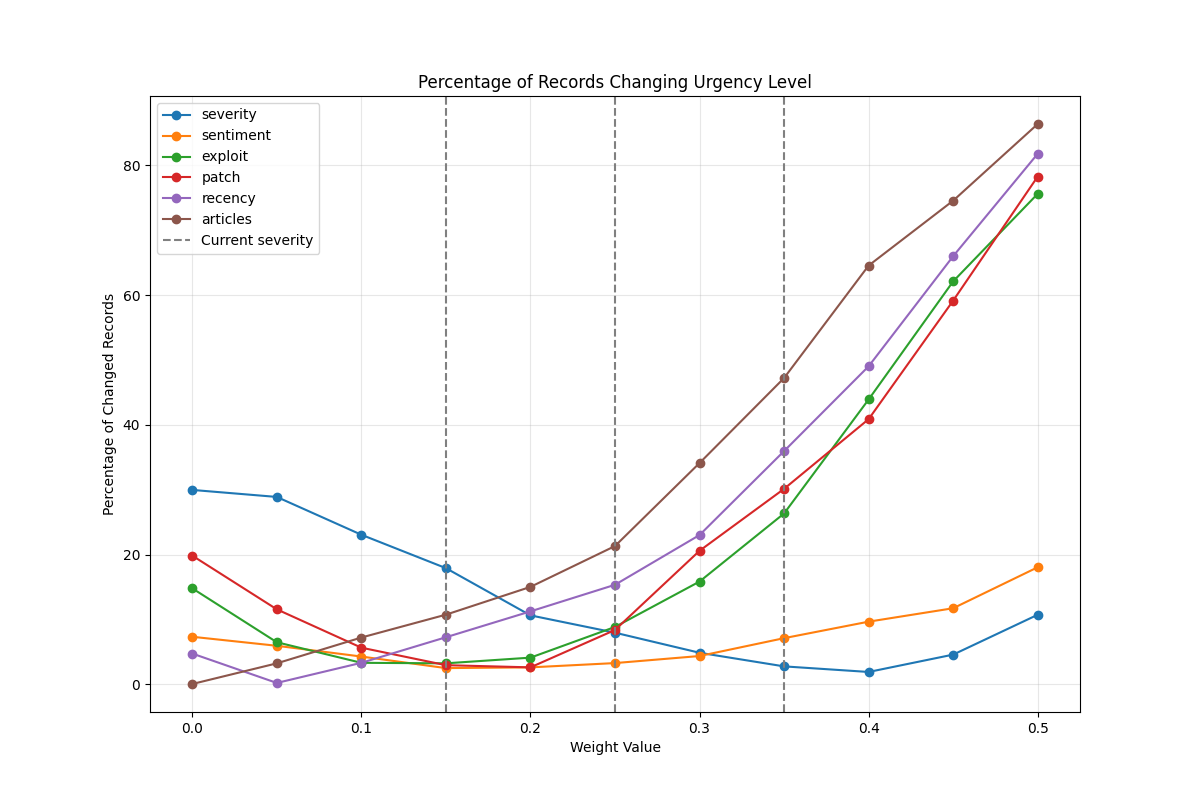 Percentage of Records Changing Urgency Level
severity
sentiment
exploit
patch
recency
articles
Current severity
Percentage of Changed Records
80
60
40
20
0
0.0
0.1
0.2
0.3
0.4
0.5
Weight Value